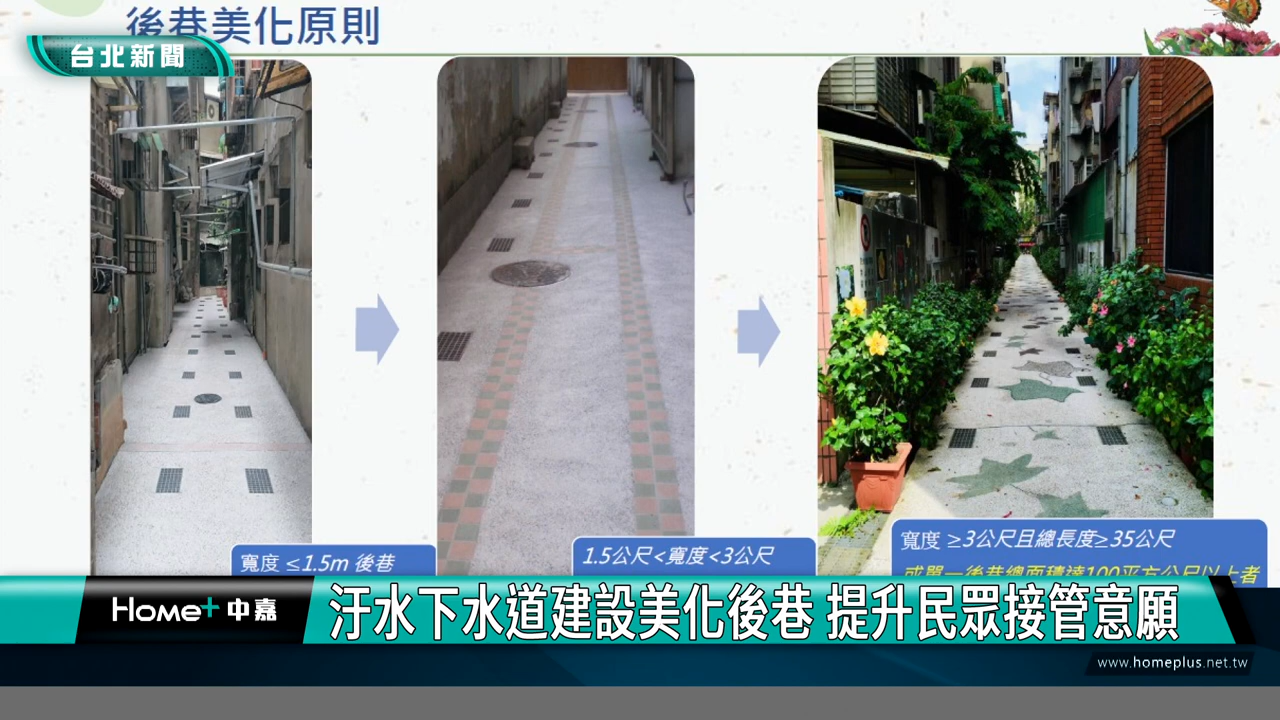 後巷美化原則
台北新聞
寬度 ≤1.5m 後巷
1.5公尺<寬度<3公尺
寬度 ≥3公尺且總長度≥35公尺
或單一後巷總面積達100平方公尺以上者
Home+ 中嘉
汙水下水道建設美化後巷 提升民眾接管意願
www.homeplus.net.tw